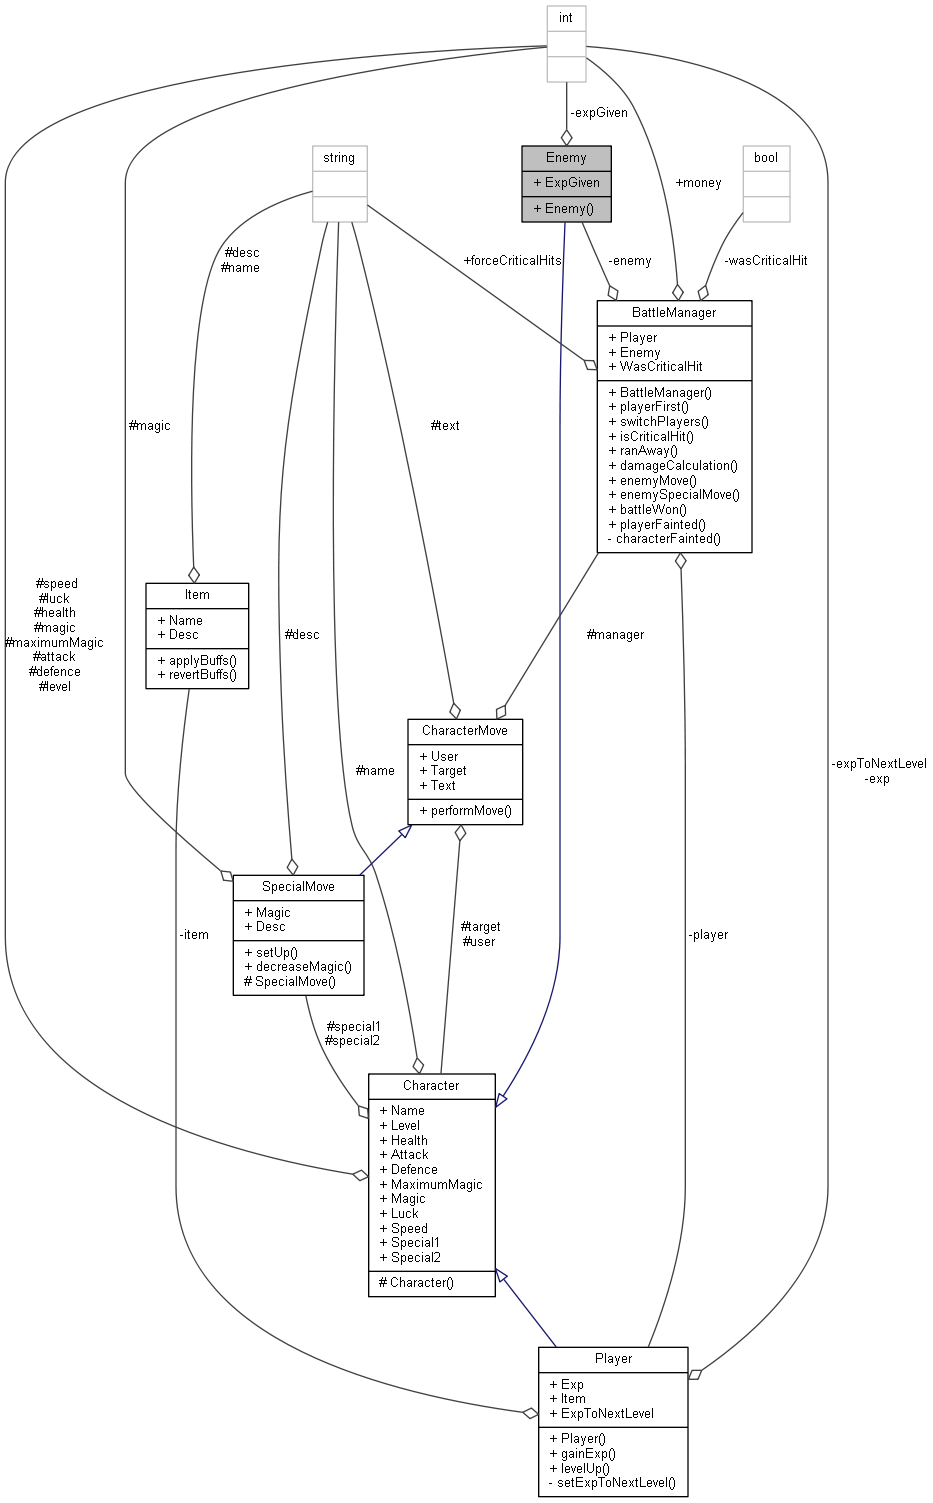 int
-expGiven
string
Enemy
+ ExpGiven
+ Enemy()
bool
+money
#desc
#name
+forceCriticalHits
-enemy
-wasCriticalHit
BattleManager
+ Player
+ Enemy
+ WasCriticalHit
+ BattleManager()
+ playerFirst()
+ switchPlayers()
+ isCriticalHit()
+ ranAway()
+ damageCalculation()
+ enemyMove()
+ enemySpecialMove()
+ battleWon()
+ playerFainted()
- characterFainted()
#magic
#text
#speed
#luck
#health
#magic
#maximumMagic
#attack
#defence
#level
Item
+ Name
+ Desc
+ applyBuffs()
+ revertBuffs()
#desc
#manager
CharacterMove
+ User
+ Target
+ Text
+ performMove()
#name
-expToNextLevel
-exp
SpecialMove
+ Magic
+ Desc
+ setUp()
+ decreaseMagic()
# SpecialMove()
-item
#target
#user
-player
#special1
#special2
Character
+ Name
+ Level
+ Health
+ Attack
+ Defence
+ MaximumMagic
+ Magic
+ Luck
+ Speed
+ Special1
+ Special2
# Character()
Player
+ Exp
+ Item
+ ExpToNextLevel
+ Player()
+ gainExp()
+ levelUp()
- setExpToNextLevel()